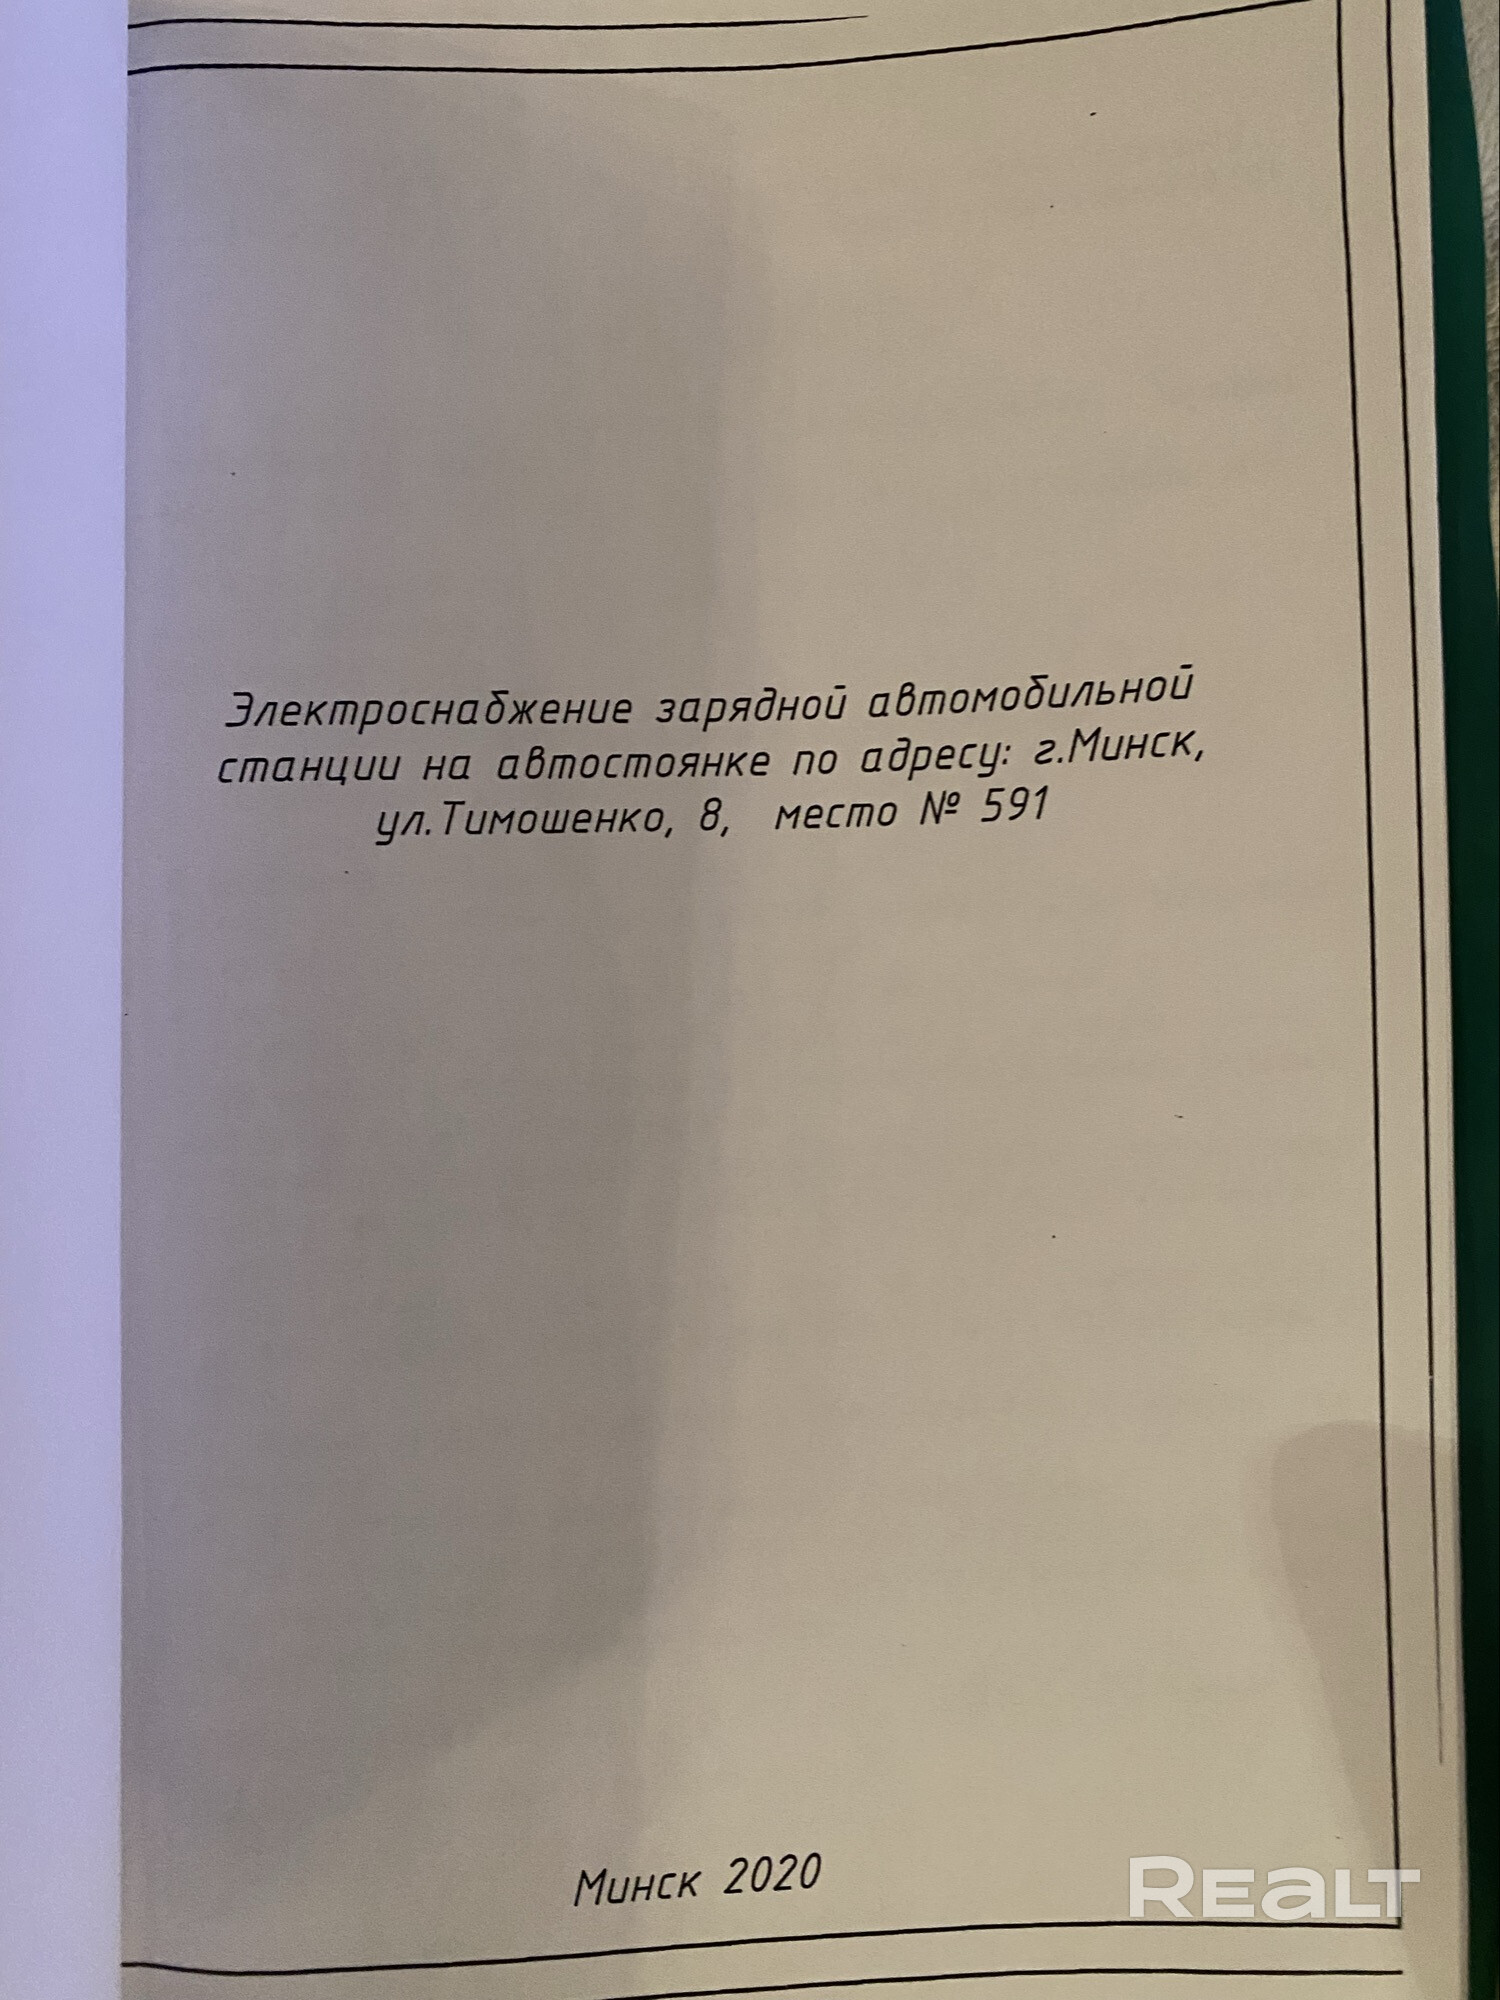 Электроснабжение зарядной автомобильной
станции на автостоянке по адресу: г.Минск,
ул.Тимошенко, 8, место № 591
Минск 2020
REALT